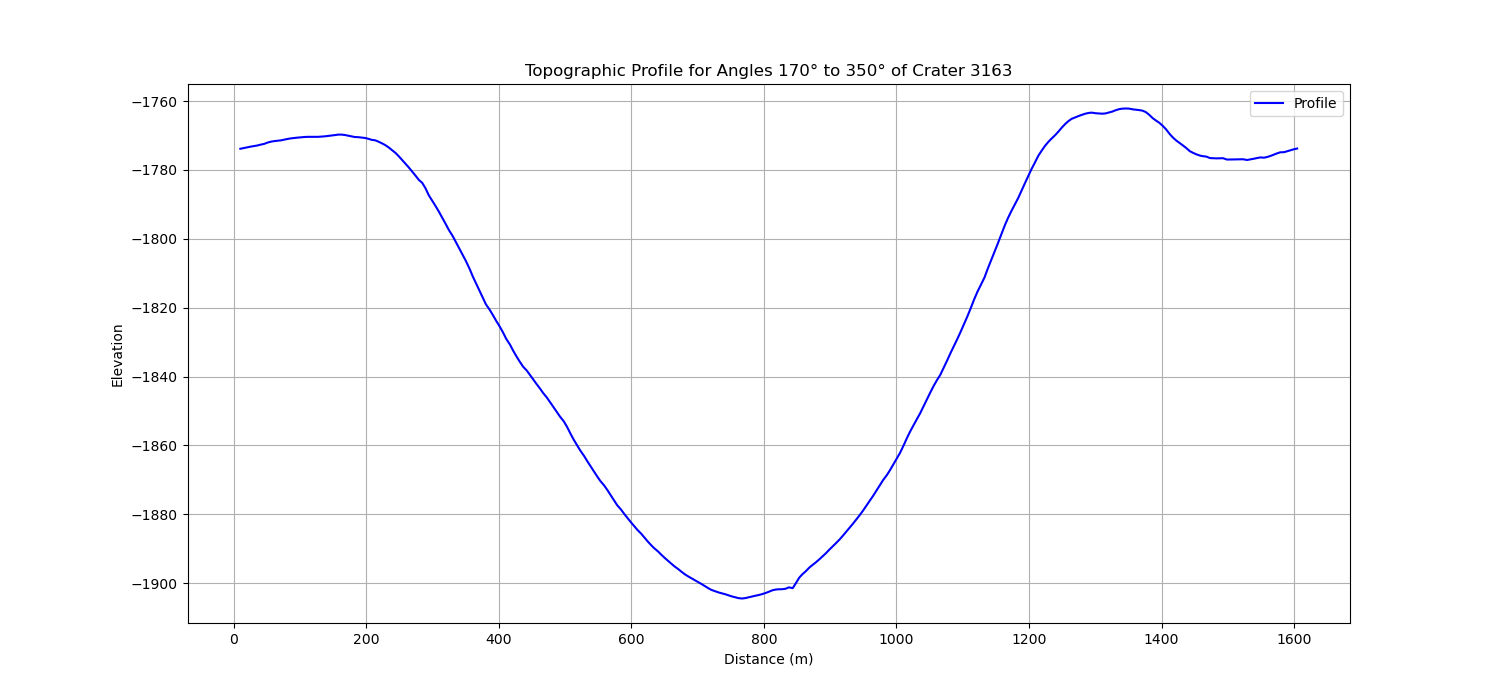 Topographic Profile for Angles 170° to 350° of Crater 3163
Profile
Elevation
−1760
−1780
−1800
−1820
−1840
−1860
−1880
−1900
0 200 400 600 800 1000 1200 1400 1600
Distance (m)